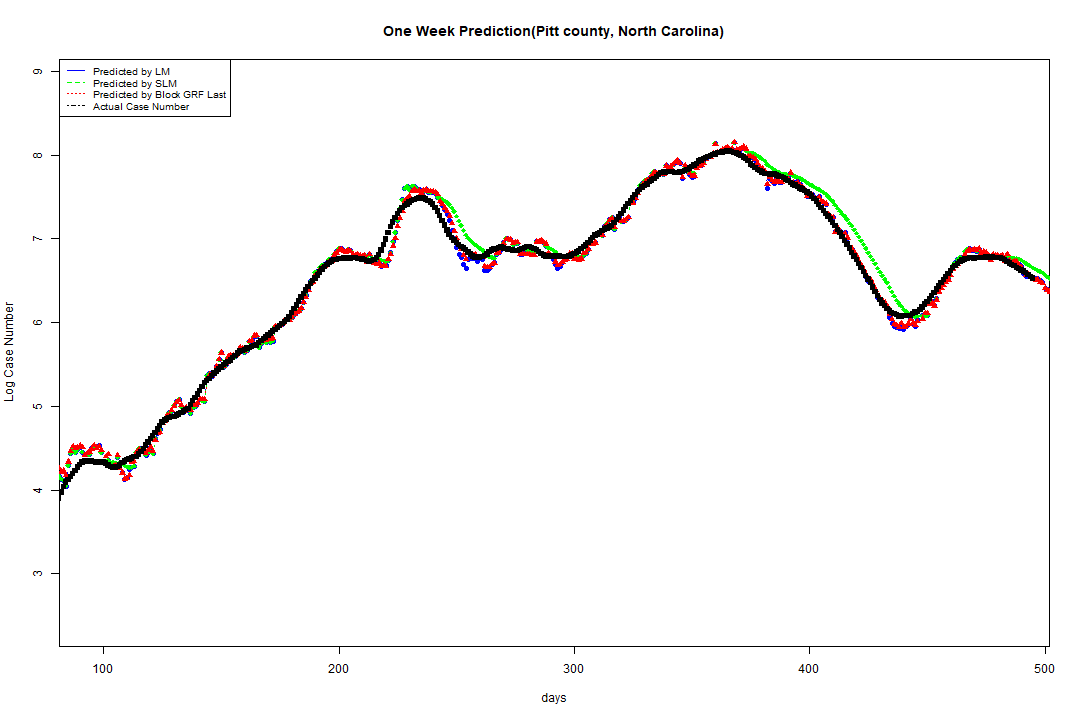 One Week Prediction(Pitt county, North Carolina)
Predicted by LM
Predicted by SLM
Predicted by Block GRF Last
Actual Case Number
9
8
7
6
5
4
3
Log Case Number
100 200 300 400 500
days